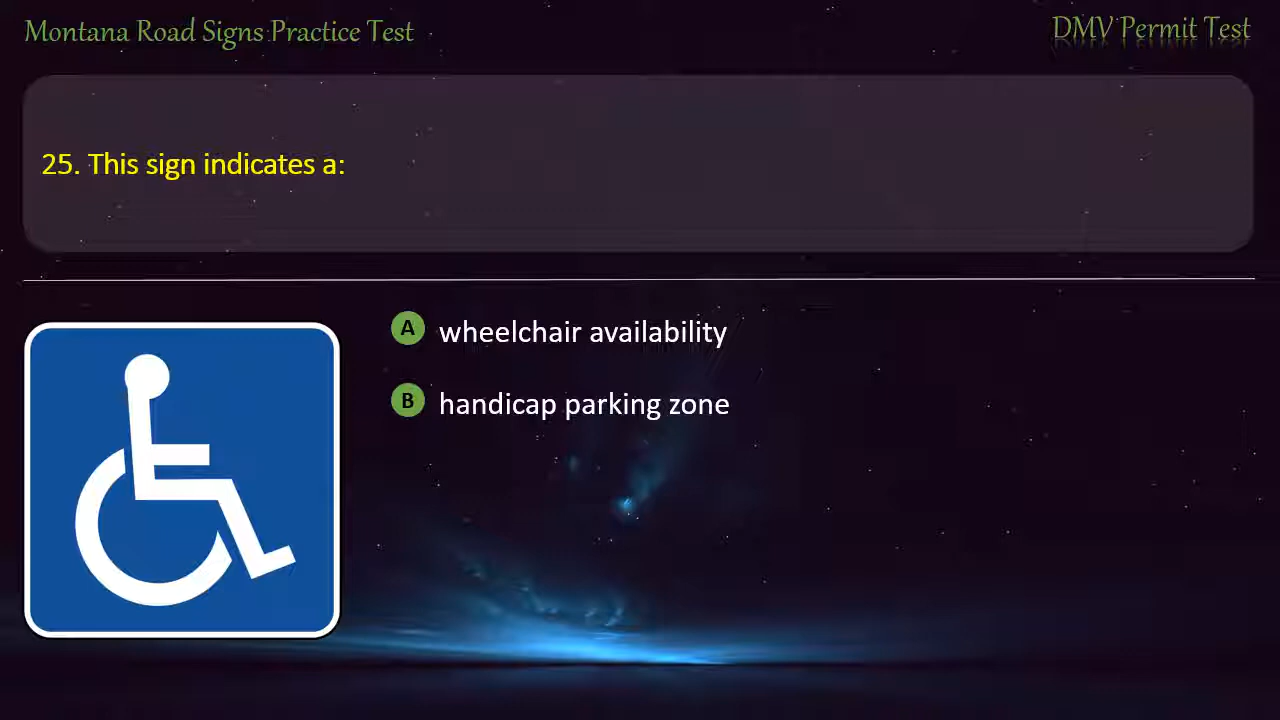 Montana Road Signs Practice Test
DMV Permit Test
25. This sign indicates a:
A wheelchair availability
B handicap parking zone